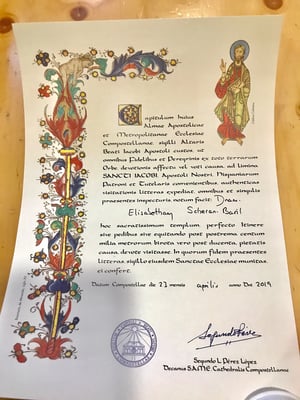 Capitulum huius
Almae Apostolicae
et Metropolitanae Ecclesiae
Compostellanae, sigilli Altaris
Beati Iacobi Apostoli custos, ut
omnibus Fidelibus et Peregrinis ex toto terrarum
Orbe, devotionis affectu vel voti causa, ad limina
SANCTI IACOBI, Apostoli Nostri, Hispaniarum
Patroni et Tutelaris convenientibus, authenticas
visitationis litteras expediat, omnibus et singulis
praesentes inspecturis, notum facit: Dnam.
Elisabetham
hoc sacratissimum templum, perfecto itinere
sive pedibus sive equitando post postrema centum
milia metrorum, birota vero post ducenta, pietatis
causa, devote visitasse. In quorum fidem praesentes
litteras, sigillo eiusdem Sanctae Ecclesiae munitas,
ei confert.
Datum Compostellae die 23 mensis aprilis anno Dni 2019
Segundo L. Pérez López
Decanus S.A.M.E. Cathedralis Compostellanae